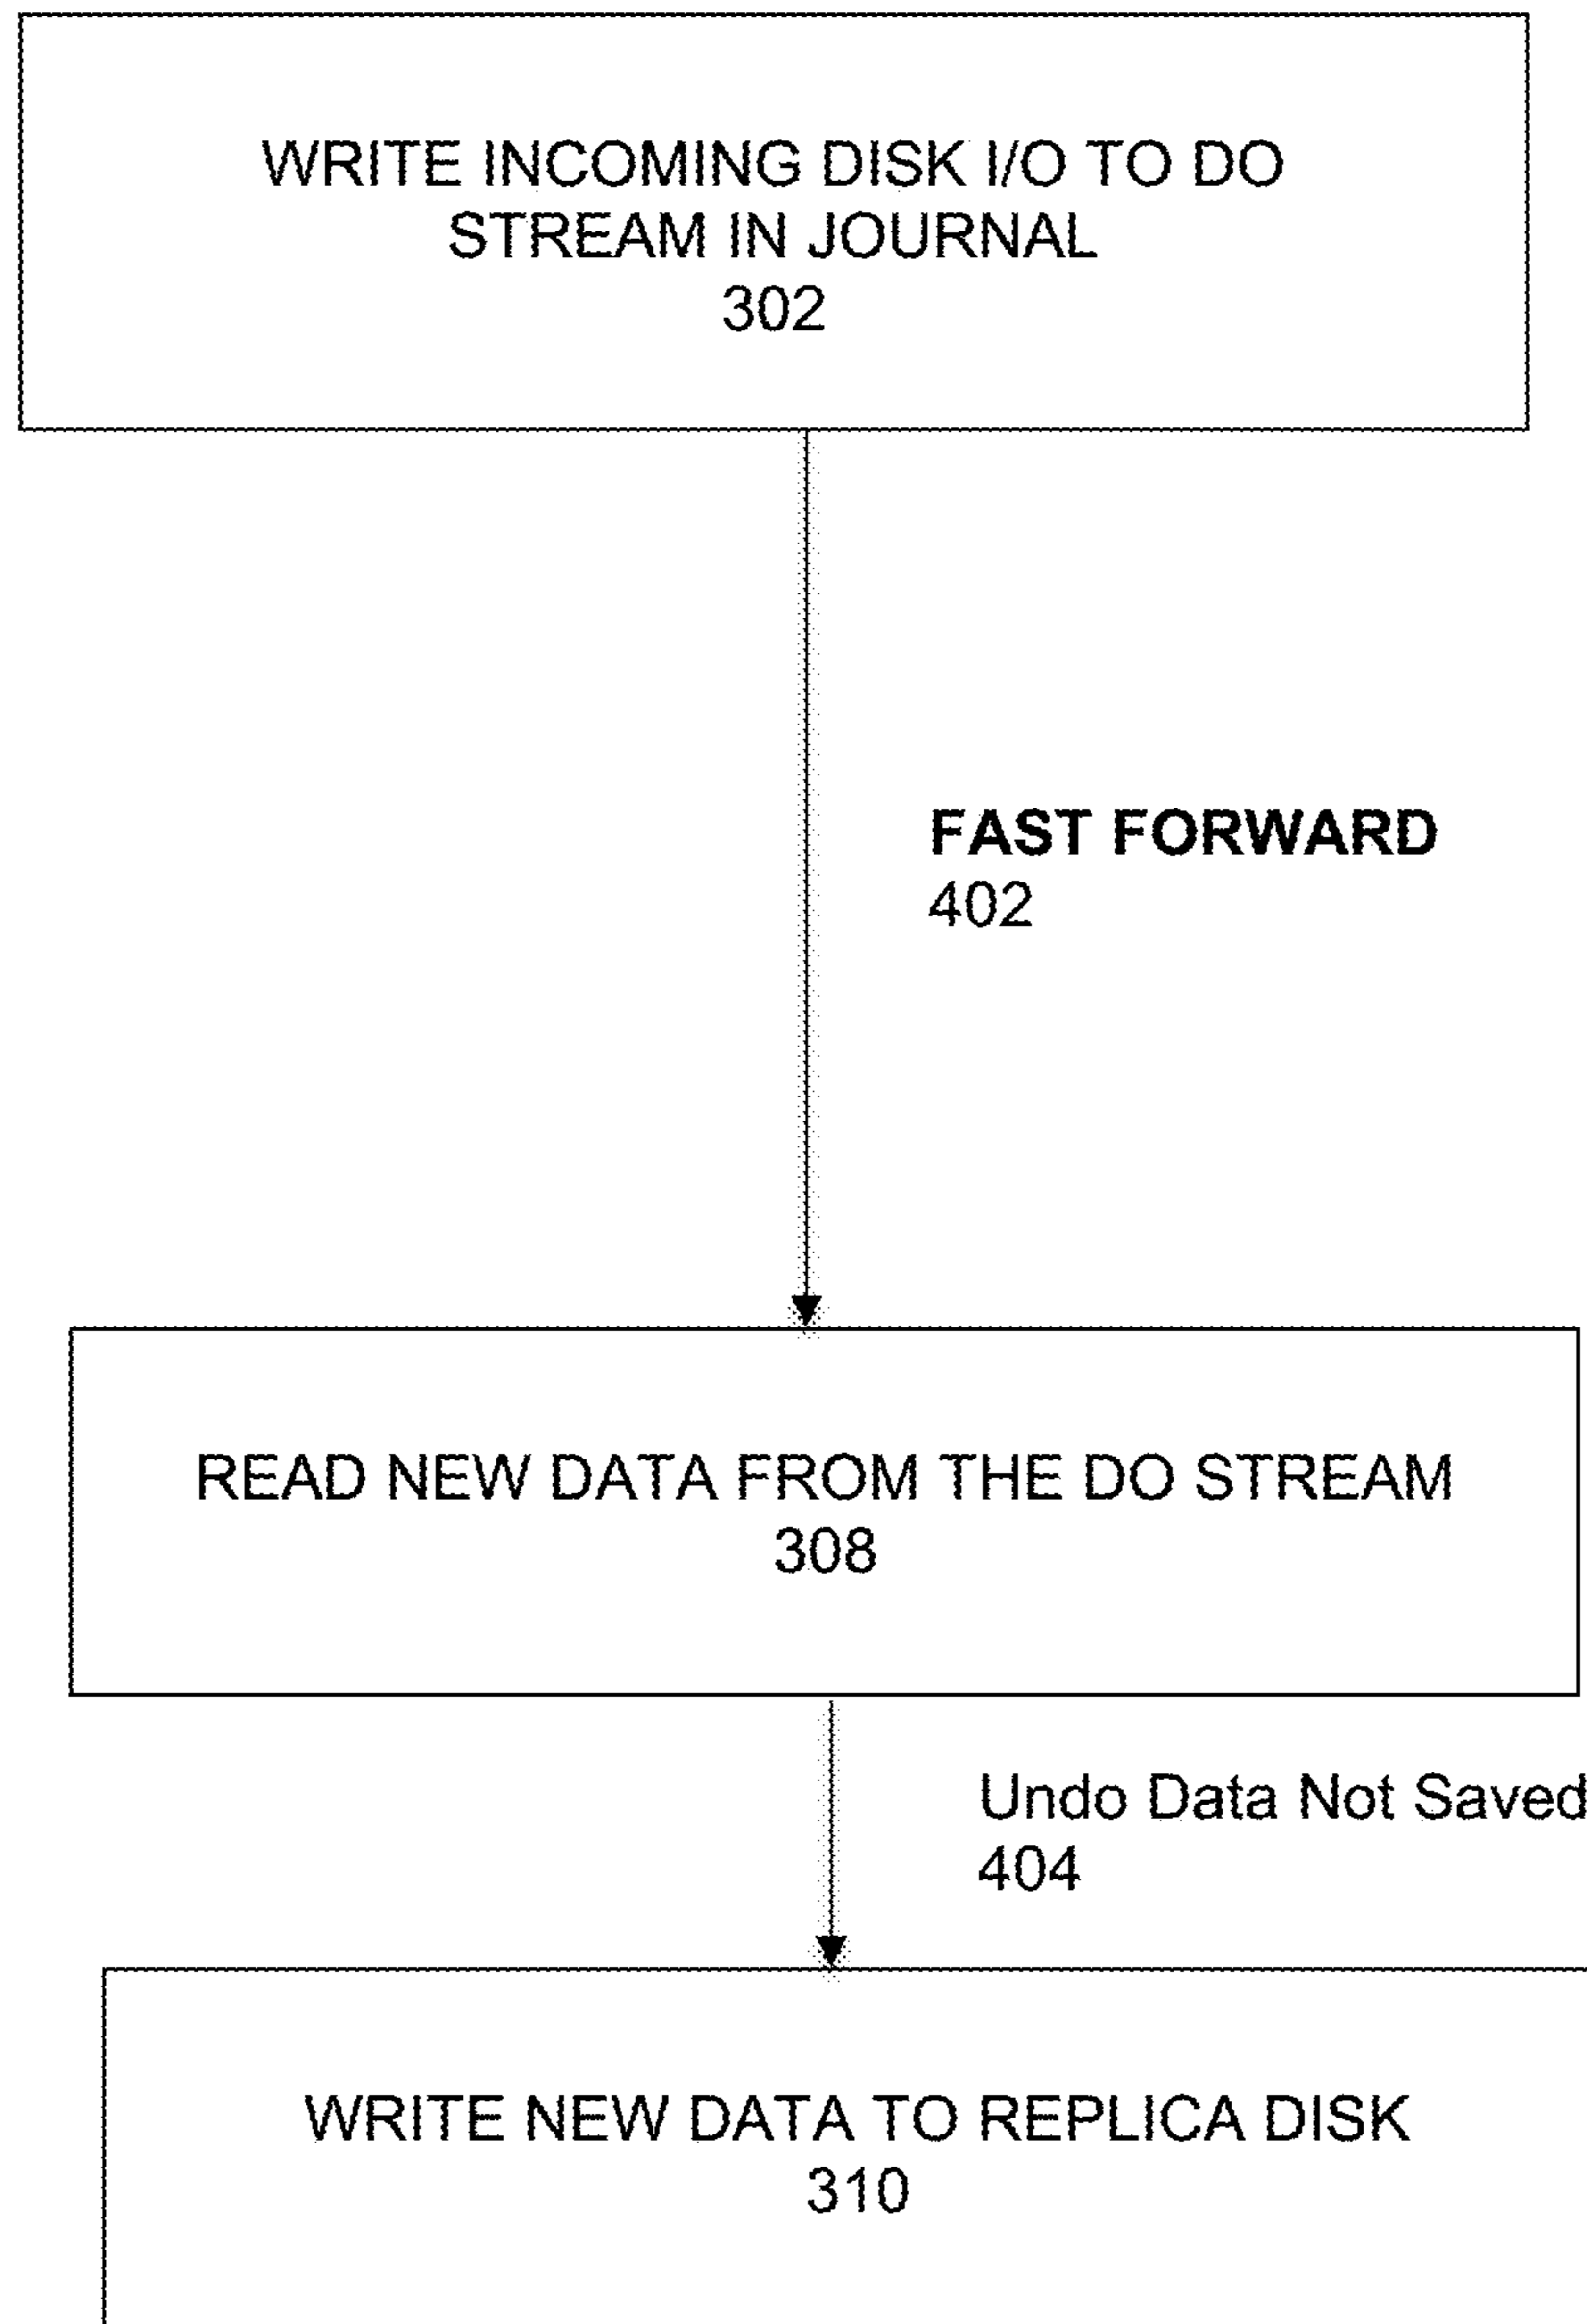 WRITE INCOMING DISK I/O TO DO
STREAM IN JOURNAL
302
FAST FORWARD
402
READ NEW DATA FROM THE DO STREAM
308
Undo Data Not Saved
404
WRITE NEW DATA TO REPLICA DISK
310